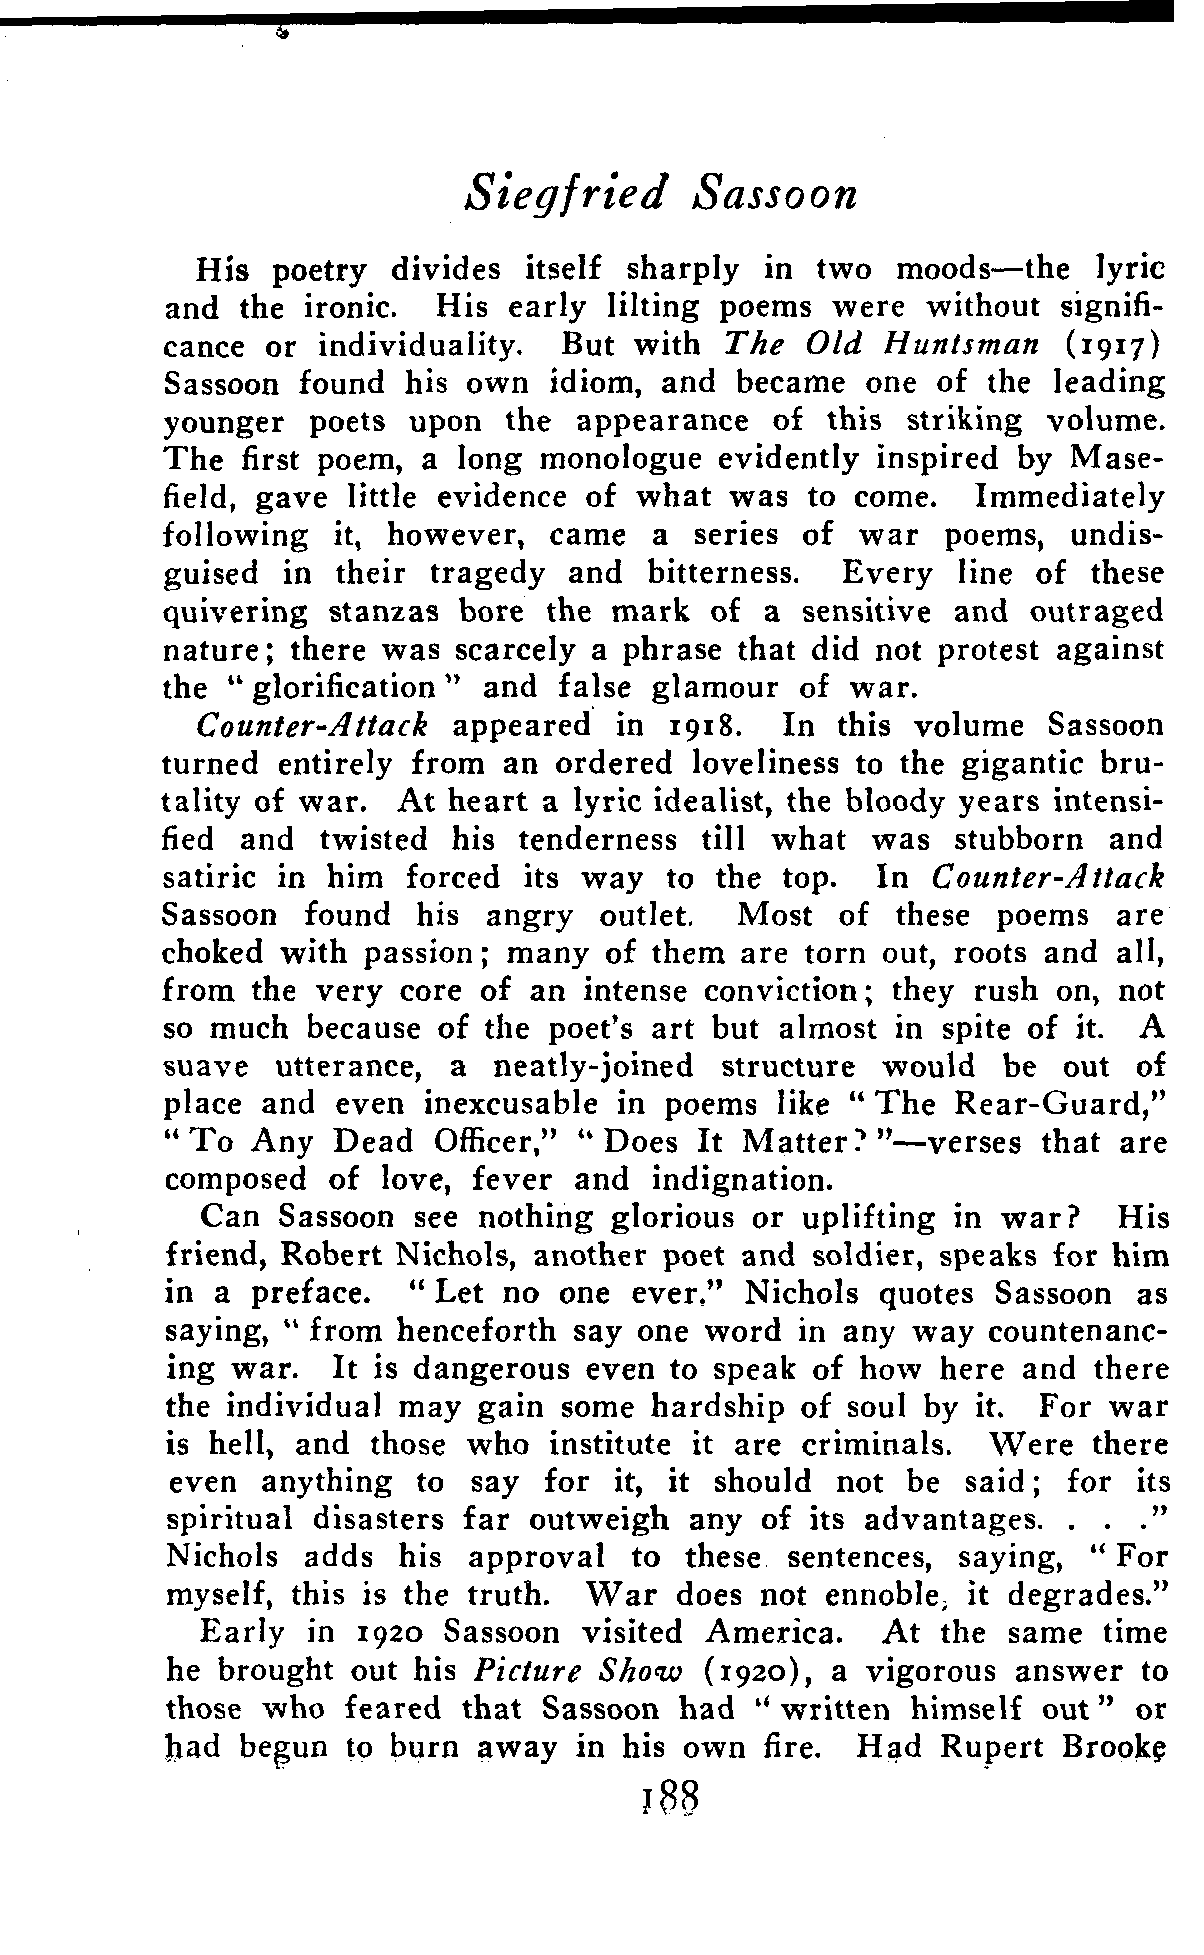 Siegfried Sassoon
His poetry divides itself sharply in two moods—the lyric
and the ironic. His early lilting poems were without signifi-
cance or individuality. But with The Old Huntsman (1917)
Sassoon found his own idiom, and became one of the leading
younger poets upon the appearance of this striking volume.
The first poem, a long monologue evidently inspired by Mase-
field, gave little evidence of what was to come. Immediately
following it, however, came a series of war poems, undis-
guised in their tragedy and bitterness. Every line of these
quivering stanzas bore the mark of a sensitive and outraged
nature; there was scarcely a phrase that did not protest against
the "glorification" and false glamour of war.
Counter-Attack appeared in 1918. In this volume Sassoon
turned entirely from an ordered loveliness to the gigantic bru-
tality of war. At heart a lyric idealist, the bloody years intensi-
fied and twisted his tenderness till what was stubborn and
satiric in him forced its way to the top. In Counter-Attack
Sassoon found his angry outlet. Most of these poems are
choked with passion; many of them are torn out, roots and all,
from the very core of an intense conviction; they rush on, not
so much because of the poet's art but almost in spite of it. A
suave utterance, a neatly-joined structure would be out of
place and even inexcusable in poems like "The Rear-Guard,"
"To Any Dead Officer," "Does It Matter?"—verses that are
composed of love, fever and indignation.
Can Sassoon see nothing glorious or uplifting in war? His
friend, Robert Nichols, another poet and soldier, speaks for him
in a preface. "Let no one ever," Nichols quotes Sassoon as
saying, "from henceforth say one word in any way countenanc-
ing war. It is dangerous even to speak of how here and there
the individual may gain some hardship of soul by it. For war
is hell, and those who institute it are criminals. Were there
even anything to say for it, it should not be said; for its
spiritual disasters far outweigh any of its advantages. . . ."
Nichols adds his approval to these sentences, saying, "For
myself, this is the truth. War does not ennoble, it degrades."
Early in 1920 Sassoon visited America. At the same time
he brought out his Picture Show (1920), a vigorous answer to
those who feared that Sassoon had "written himself out" or
had begun to burn away in his own fire. Had Rupert Brooke
188